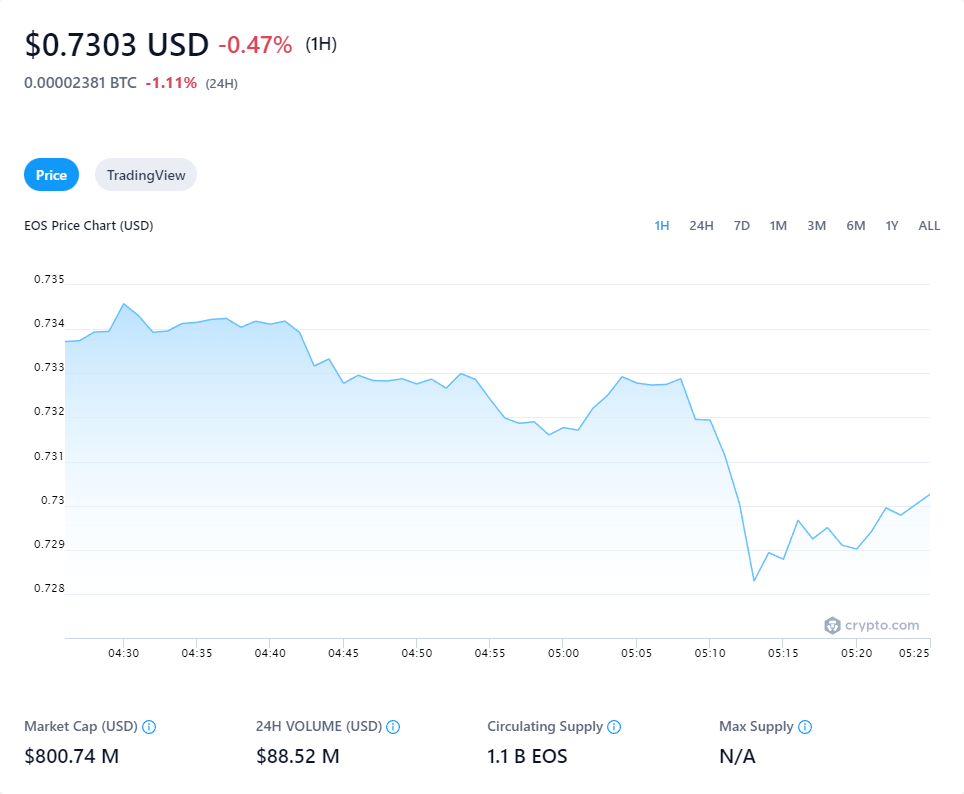 $0.7303 USD -0.47% (1H)
0.00002381 BTC -1.11% (24H)
Price TradingView
EOS Price Chart (USD) 1H 24H 7D 1M 3M 6M 1Y ALL
0.735
0.734
0.733
0.732
0.731
0.73
0.729
0.728
crypto.com
04:30 04:35 04:40 04:45 04:50 04:55 05:00 05:05 05:10 05:15 05:20 05:25
Market Cap (USD) 24H VOLUME (USD) Circulating Supply Max Supply
$800.74 M $88.52 M 1.1 B EOS N/A